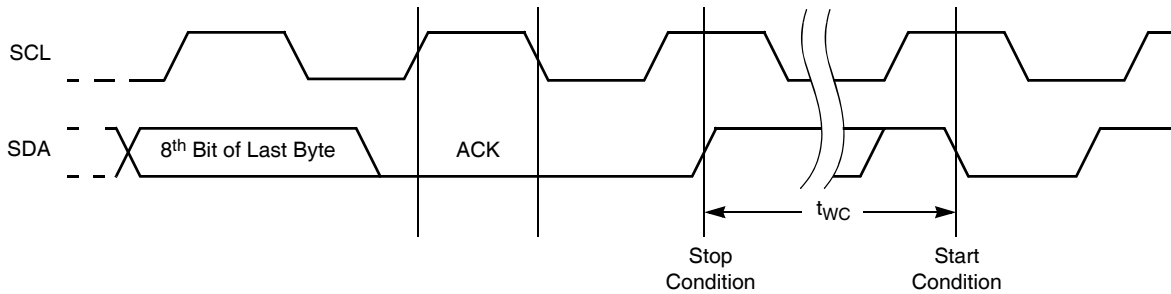 SCL
SDA
8th Bit of Last Byte
ACK
tWC
Stop
Condition
Start
Condition